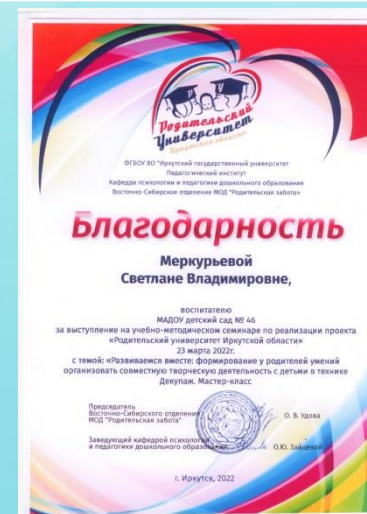 Родительский
Университет
Иркутская область
ФГБОУ ВО "Иркутский государственный университет
Педагогический институт
Кафедра психологии и педагогики дошкольного образования
Восточно-Сибирское отделение МОД "Родительская забота»
Благодарность
Меркурьевой
Светлане Владимировне,
воспитателю
МАДОУ детский сад № 46
за выступление на учебно-методическом семинаре по реализации проекта
«Родительский университет Иркутской области»
23 марта 2022г.
с темой: «Развиваемся вместе: формирование у родителей умений
организовать совместную творческую деятельность с детьми в технике
Декупаж. Мастер-класс
Председатель
Восточно-Сибирского отделения
МОД "Родительская забота" О. В. Удова
Заведующий кафедрой психологии
и педагогики дошкольного образования О.Ю. Зайцевой
г. Иркутск, 2022